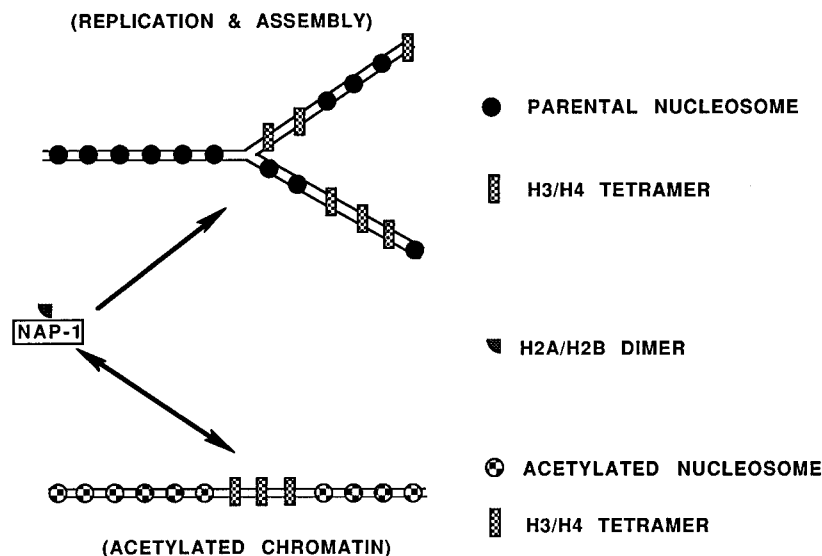 (REPLICATION & ASSEMBLY)
PARENTAL NUCLEOSOME
H3/H4 TETRAMER
NAP-1
H2A/H2B DIMER
ACETYLATED NUCLEOSOME
H3/H4 TETRAMER
(ACETYLATED CHROMATIN)